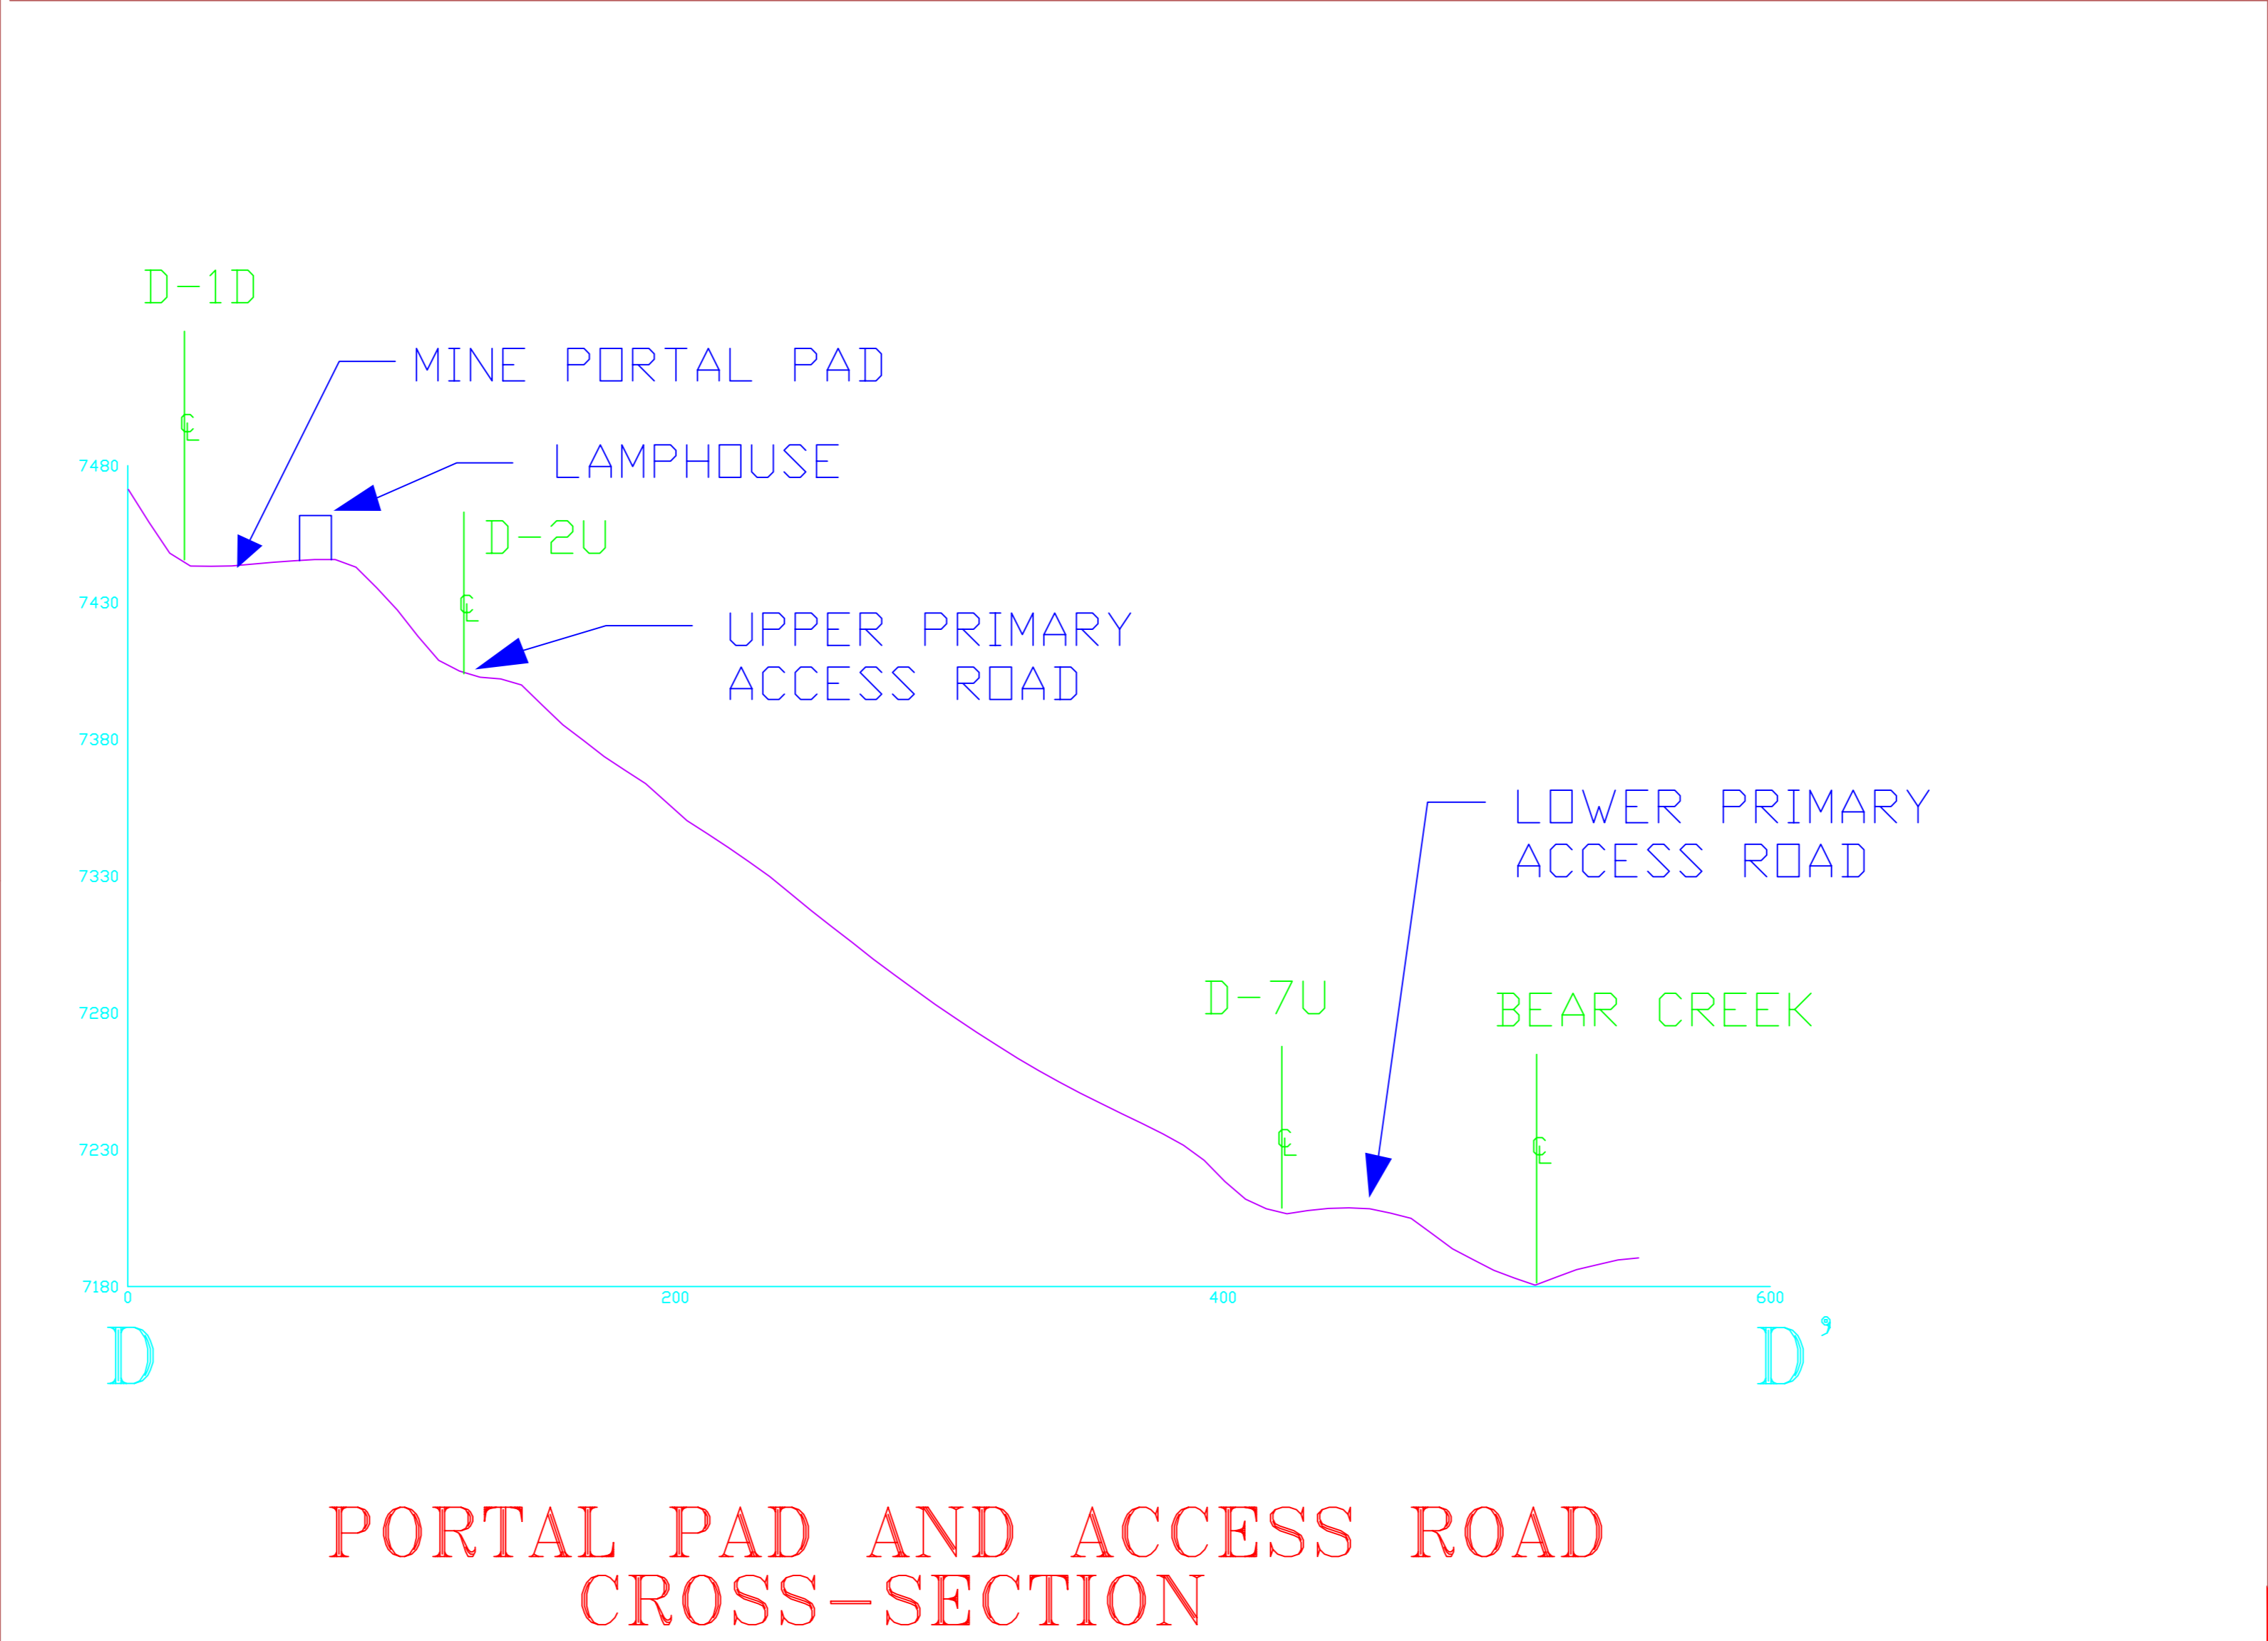 D-1D
MINE PORTAL PAD
℄
LAMPHOUSE
7480
D-2U
℄
7430
UPPER PRIMARY
ACCESS ROAD
7380
LOWER PRIMARY
ACCESS ROAD
7330
D-7U
BEAR CREEK
7280
℄
℄
7230
7180
0 200 400 600
D D'
PORTAL PAD AND ACCESS ROAD
CROSS-SECTION